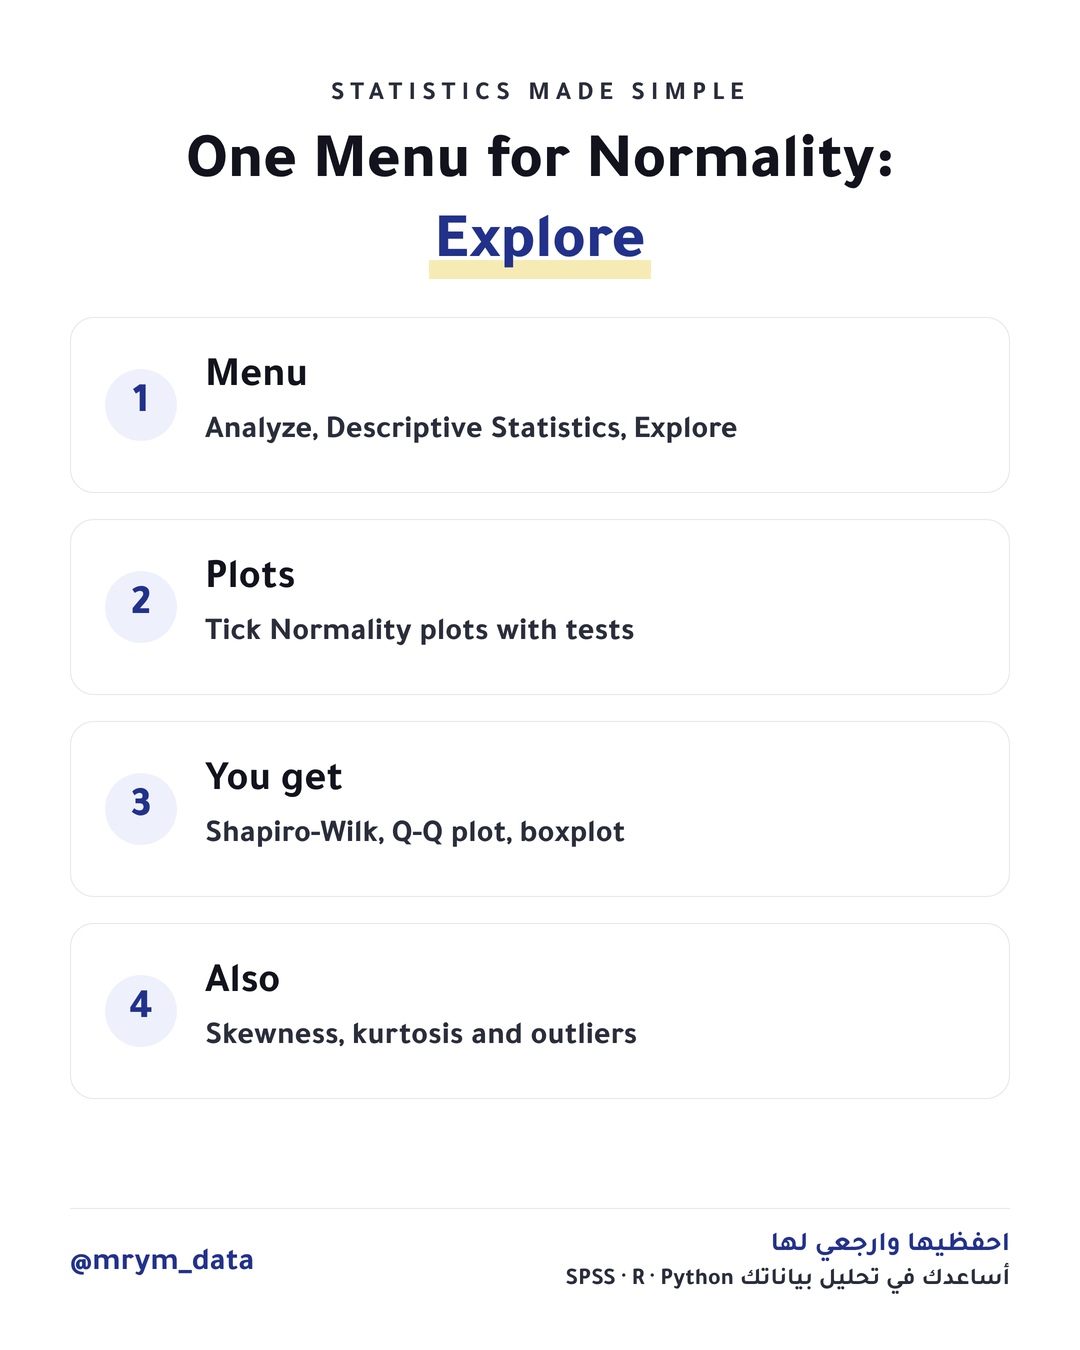 STATISTICS MADE SIMPLE
One Menu for Normality:
Explore
1
Menu
Analyze, Descriptive Statistics, Explore
2
Plots
Tick Normality plots with tests
3
You get
Shapiro-Wilk, Q-Q plot, boxplot
4
Also
Skewness, kurtosis and outliers
@mrym_data
احفظيها وارجعي لها
أساعدك في تحليل بياناتك SPSS · R · Python